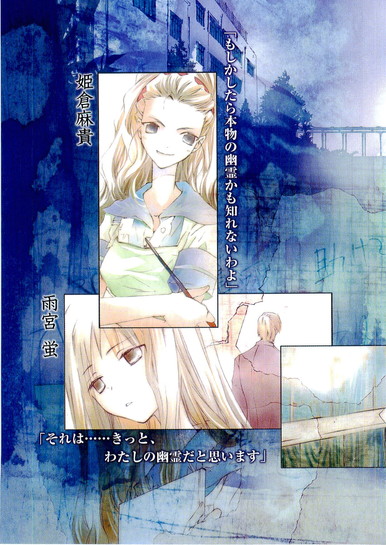 「もしかしたら本物の幽霊かも知れないわよ」
姫倉麻貴
雨宮 蛍
「それは……きっと、
わたしの幽霊だと思います」